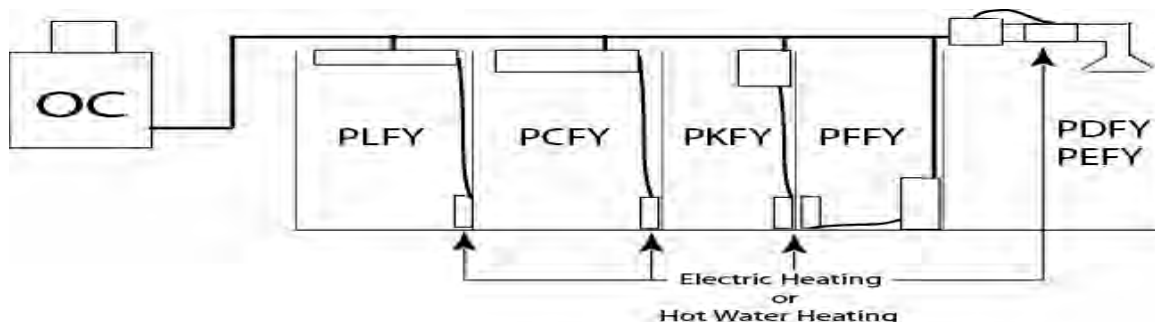 OC
PLFY
PCFY
PKFY
PFFY
PDFY
PEFY
Electric Heating
or
Hot Water Heating